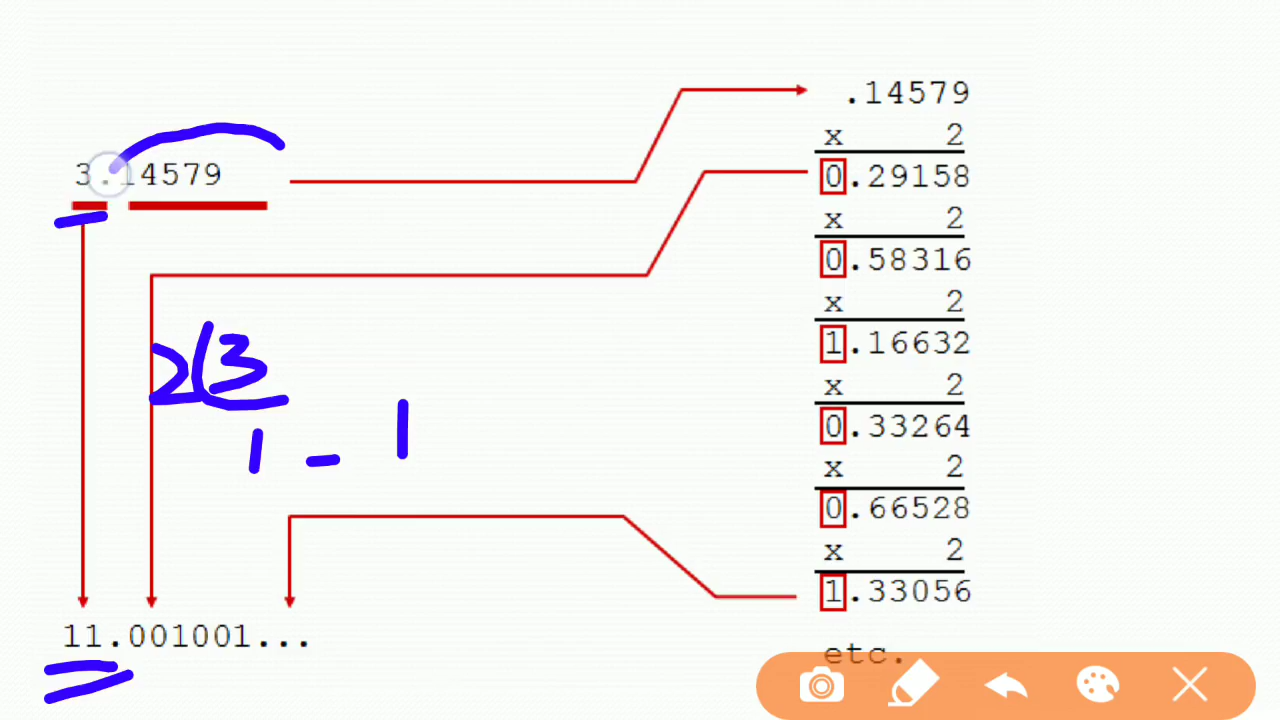 3.14579
2(3
1 - 1
11.001001...
.14579
x 2
0.29158
x 2
0.58316
x 2
1.16632
x 2
0.33264
x 2
0.66528
x 2
1.33056
etc.